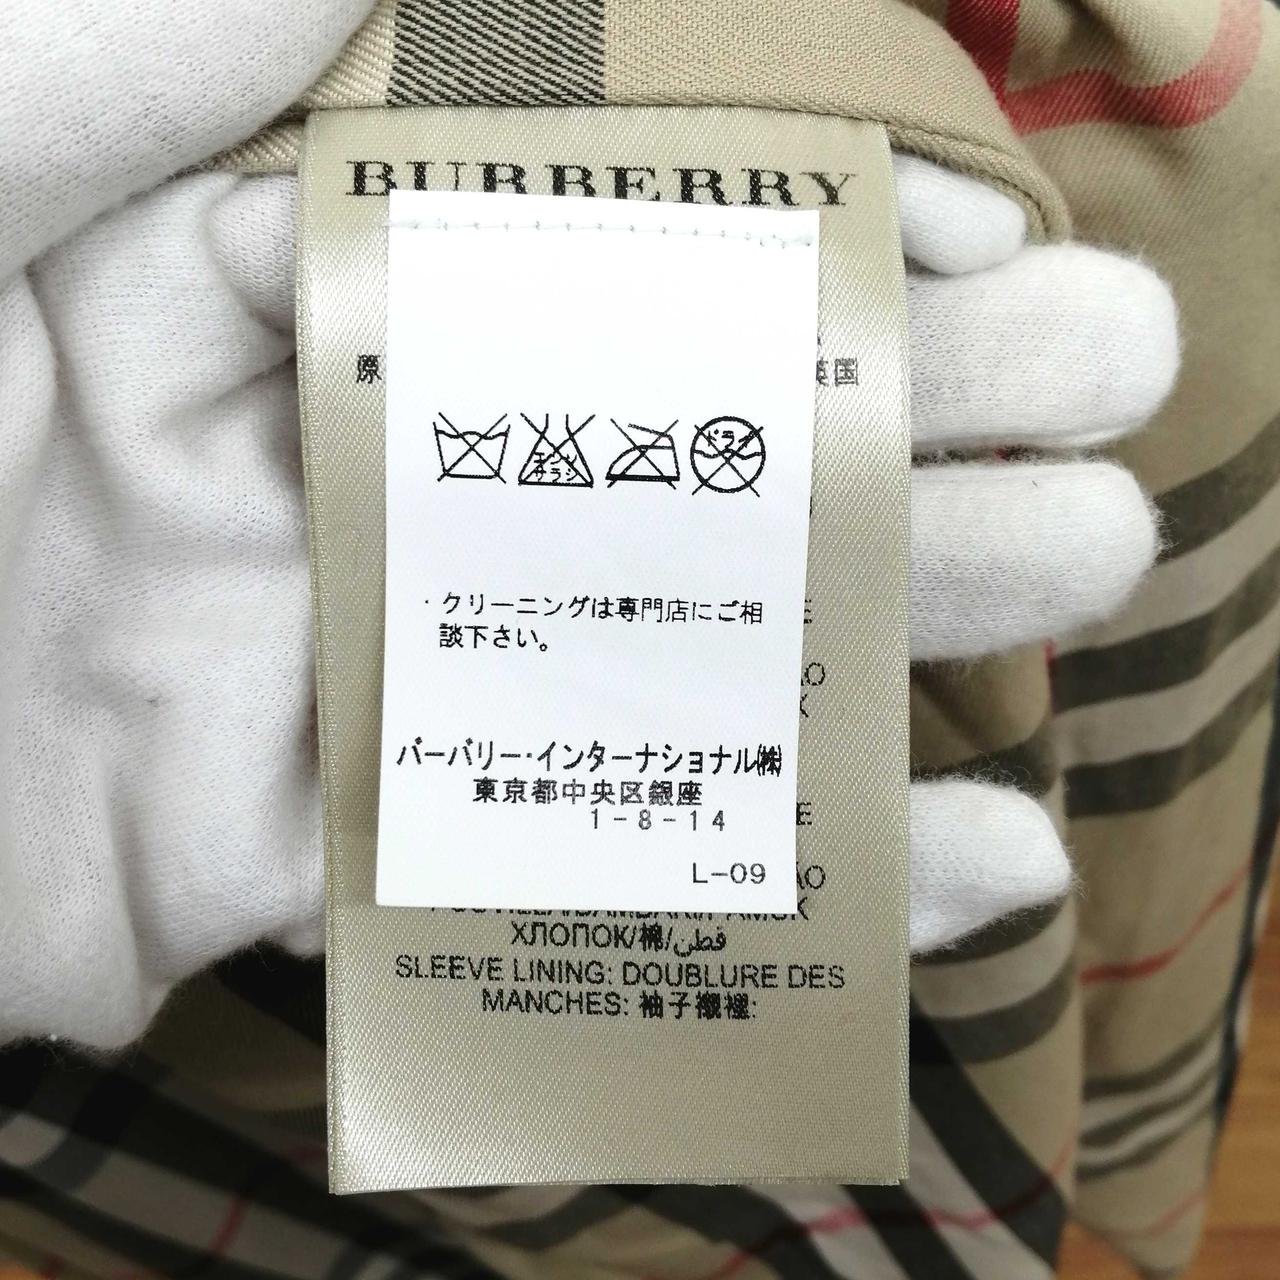 BURBERRY
原
英国
エンソ
サラシ
ドライ
・クリーニングは専門店にご相
談下さい。
E
ÃO
K
バーバリー・インターナショナル㈱
東京都中央区銀座
1-8-14
E
L-09
ÃO
ХЛОПОК/棉/قطن
SLEEVE LINING: DOUBLURE DES
MANCHES: 袖子襯裡: